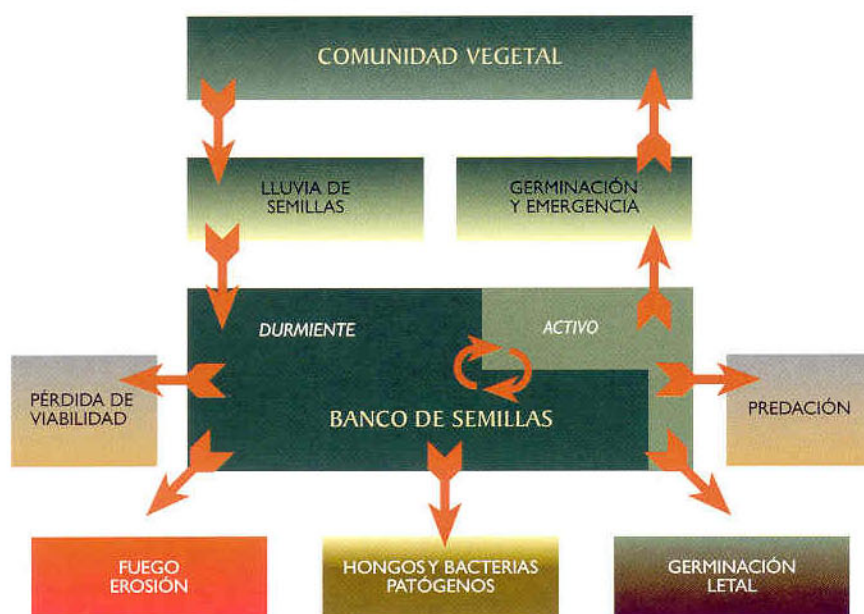 COMUNIDAD VEGETAL
LLUVIA DE
SEMILLAS
GERMINACIÓN
Y EMERGENCIA
DURMIENTE
ACTIVO
PÉRDIDA DE
VIABILIDAD
BANCO DE SEMILLAS
PREDACIÓN
FUEGO
EROSIÓN
HONGOS Y BACTERIAS
PATÓGENOS
GERMINACIÓN
LETAL